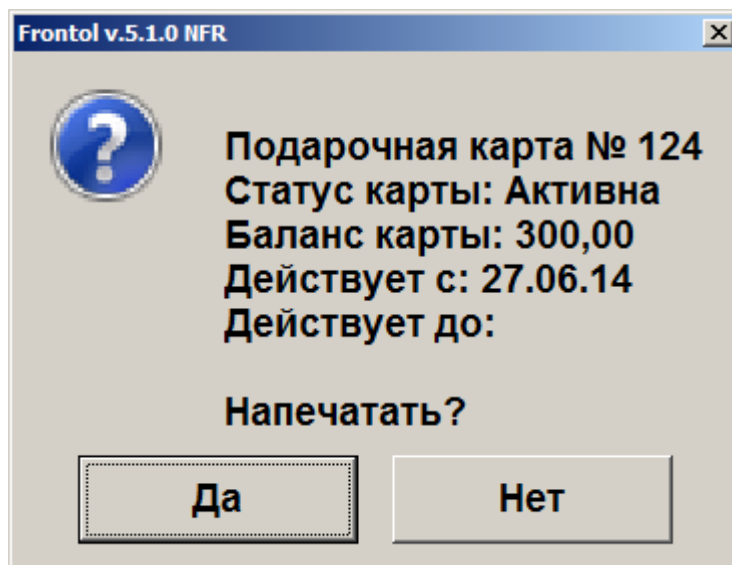 Frontol v.5.1.0 NFR
Подарочная карта № 124
Статус карты: Активна
Баланс карты: 300,00
Действует с: 27.06.14
Действует до:
Напечатать?
Да
Нет